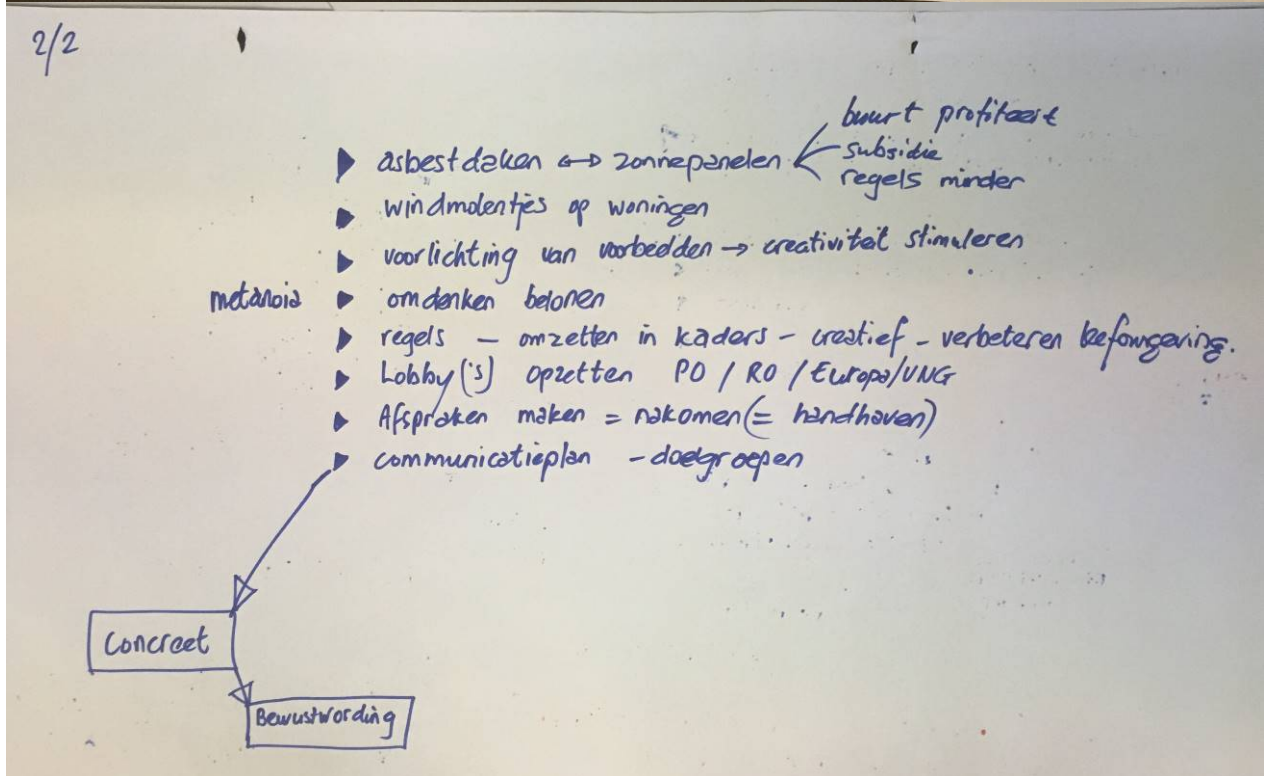 2/2
buurt profiteert
▶ asbestdaken ↔ zonnepanelen < subsidie
regels minder
▶ windmolentjes op woningen
▶ voorlichting van voorbeelden → creativiteit stimuleren
metanoia ▶ omdenken belonen
▶ regels - omzetten in kaders - creatief - verbeteren leefomgeving.
▶ Lobby('s) opzetten PO / RO / Europa/VNG
▶ Afspraken maken = nakomen (= handhaven)
▶ communicatieplan - doelgroepen
Concreet
Bewustwording